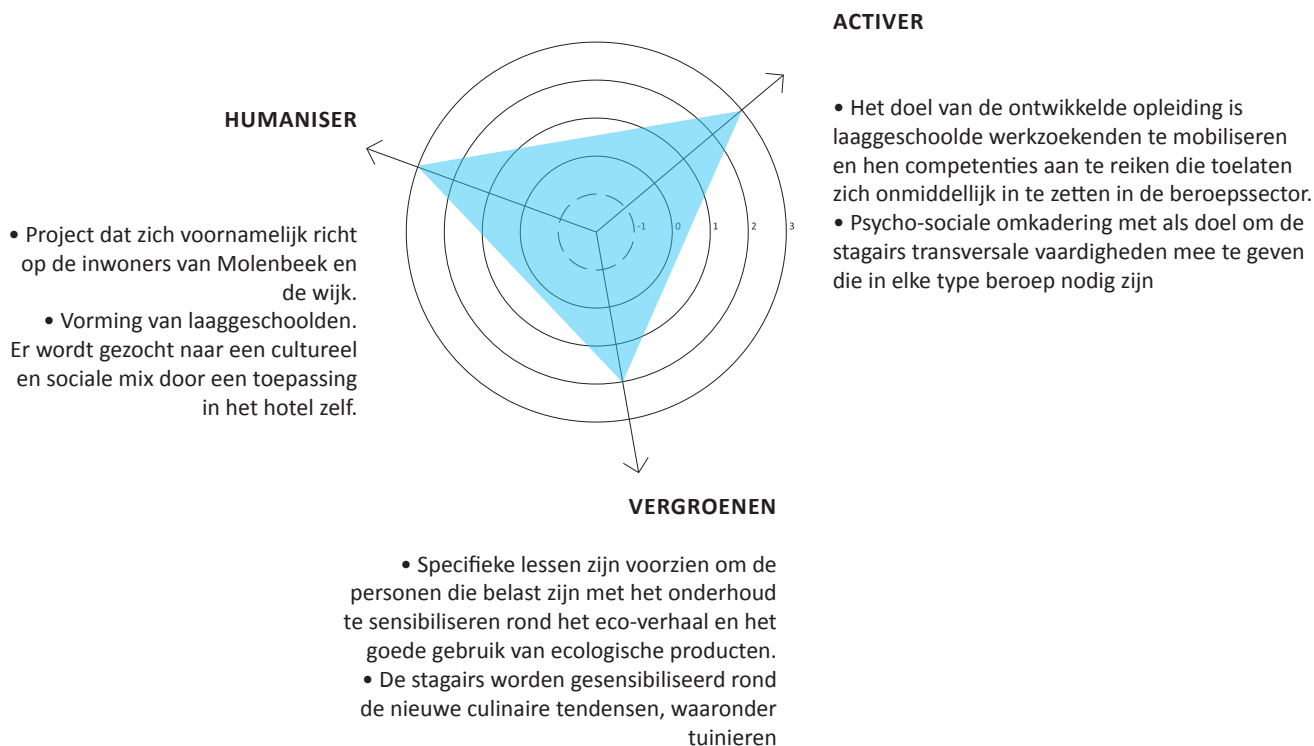 ACTIVER
• Het doel van de ontwikkelde opleiding is
laaggeschoolde werkzoekenden te mobiliseren
en hen competenties aan te reiken die toelaten
zich onmiddellijk in te zetten in de beroepssector.
• Psycho-sociale omkadering met als doel om de
stagairs transversale vaardigheden mee te geven
die in elke type beroep nodig zijn
HUMANISER
• Project dat zich voornamelijk richt
op de inwoners van Molenbeek en
de wijk.
• Vorming van laaggeschoolden.
Er wordt gezocht naar een cultureel
en sociale mix door een toepassing
in het hotel zelf.
-1 0 1 2 3
VERGROENEN
• Specifieke lessen zijn voorzien om de
personen die belast zijn met het onderhoud
te sensibiliseren rond het eco-verhaal en het
goede gebruik van ecologische producten.
• De stagairs worden gesensibiliseerd rond
de nieuwe culinaire tendensen, waaronder
tuinieren